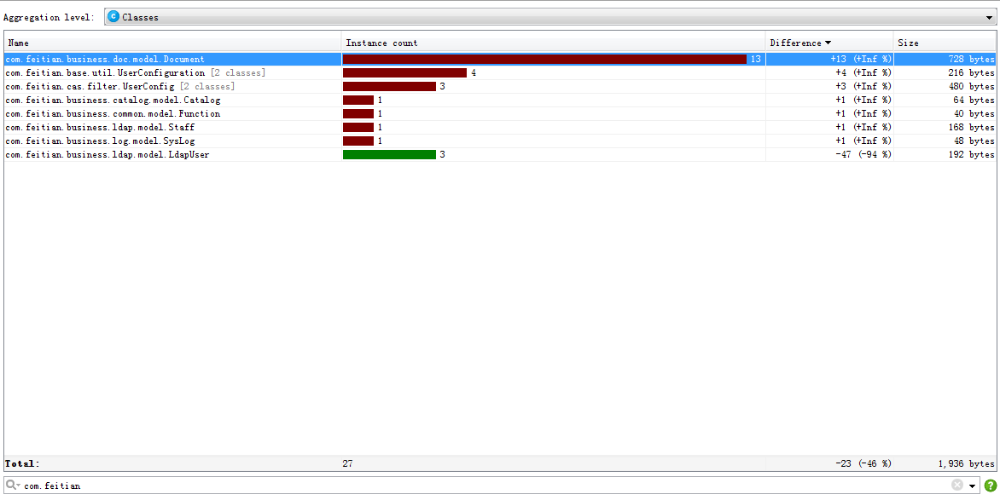 Aggregation level: C Classes
Name Instance count Difference Size
com.feitian.business.doc.model.Document 13 +13 (+Inf %) 728 bytes
com.feitian.base.util.UserConfiguration [2 classes] 4 +4 (+Inf %) 216 bytes
com.feitian.cas.filter.UserConfig [2 classes] 3 +3 (+Inf %) 480 bytes
com.feitian.business.catalog.model.Catalog 1 +1 (+Inf %) 64 bytes
com.feitian.business.common.model.Function 1 +1 (+Inf %) 40 bytes
com.feitian.business.ldap.model.Staff 1 +1 (+Inf %) 168 bytes
com.feitian.business.log.model.SysLog 1 +1 (+Inf %) 48 bytes
com.feitian.business.ldap.model.LdapUser 3 -47 (-94 %) 192 bytes
Total: 27 -23 (-46 %) 1,936 bytes
com.feitian ?